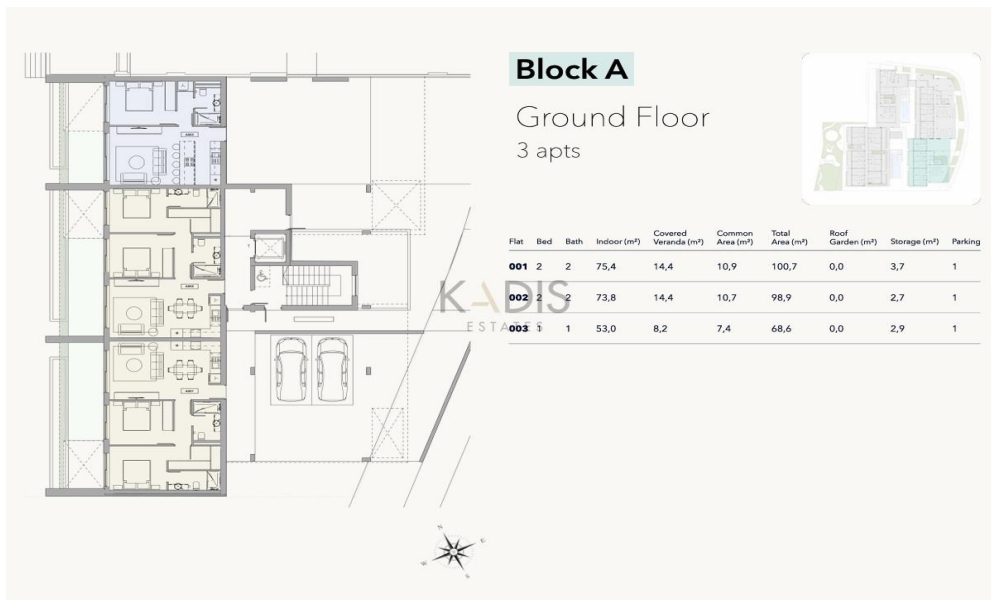 Block A
Ground Floor
3 apts
Flat Bed Bath Indoor (m²) Covered Veranda (m²) Common Area (m²) Total Area (m²) Roof Garden (m²) Storage (m²) Parking
001 2 2 75,4 14,4 10,9 100,7 0,0 3,7 1
002 2 2 73,8 14,4 10,7 98,9 0,0 2,7 1
003 1 1 53,0 8,2 7,4 68,6 0,0 2,9 1
KADIS
ESTATES
N
E
S
W